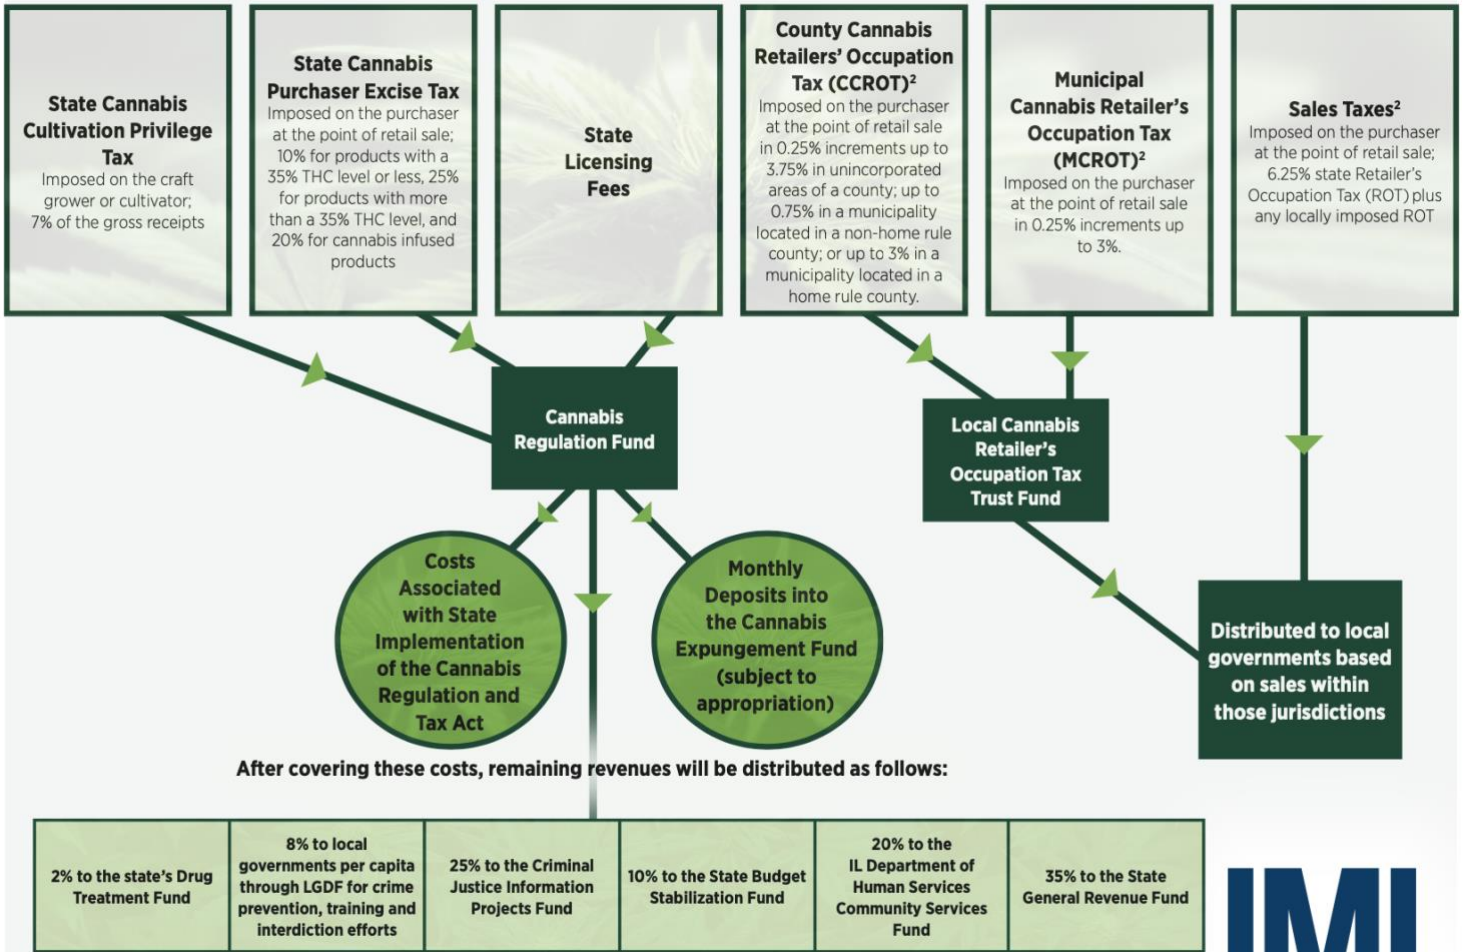 State Cannabis
Cultivation Privilege
Tax
Imposed on the craft
grower or cultivator;
7% of the gross receipts
State Cannabis
Purchaser Excise Tax
Imposed on the purchaser
at the point of retail sale;
10% for products with a
35% THC level or less, 25%
for products with more
than a 35% THC level, and
20% for cannabis infused
products
State
Licensing
Fees
County Cannabis
Retailers' Occupation
Tax (CCROT)²
Imposed on the purchaser
at the point of retail sale
in 0.25% increments up to
3.75% in unincorporated
areas of a county; up to
0.75% in a municipality
located in a non-home rule
county; or up to 3% in a
municipality located in a
home rule county.
Municipal
Cannabis Retailer's
Occupation Tax
(MCROT)²
Imposed on the purchaser
at the point of retail sale
in 0.25% increments up
to 3%.
Sales Taxes²
Imposed on the purchaser
at the point of retail sale;
6.25% state Retailer's
Occupation Tax (ROT) plus
any locally imposed ROT
Cannabis
Regulation Fund
Local Cannabis
Retailer's
Occupation Tax
Trust Fund
Costs
Associated
with State
Implementation
of the Cannabis
Regulation and
Tax Act
Monthly
Deposits into
the Cannabis
Expungement Fund
(subject to
appropriation)
Distributed to local
governments based
on sales within
those jurisdictions
After covering these costs, remaining revenues will be distributed as follows:
2% to the state's Drug
Treatment Fund
8% to local
governments per capita
through LGDF for crime
prevention, training and
interdiction efforts
25% to the Criminal
Justice Information
Projects Fund
10% to the State Budget
Stabilization Fund
20% to the
IL Department of
Human Services
Community Services
Fund
35% to the State
General Revenue Fund